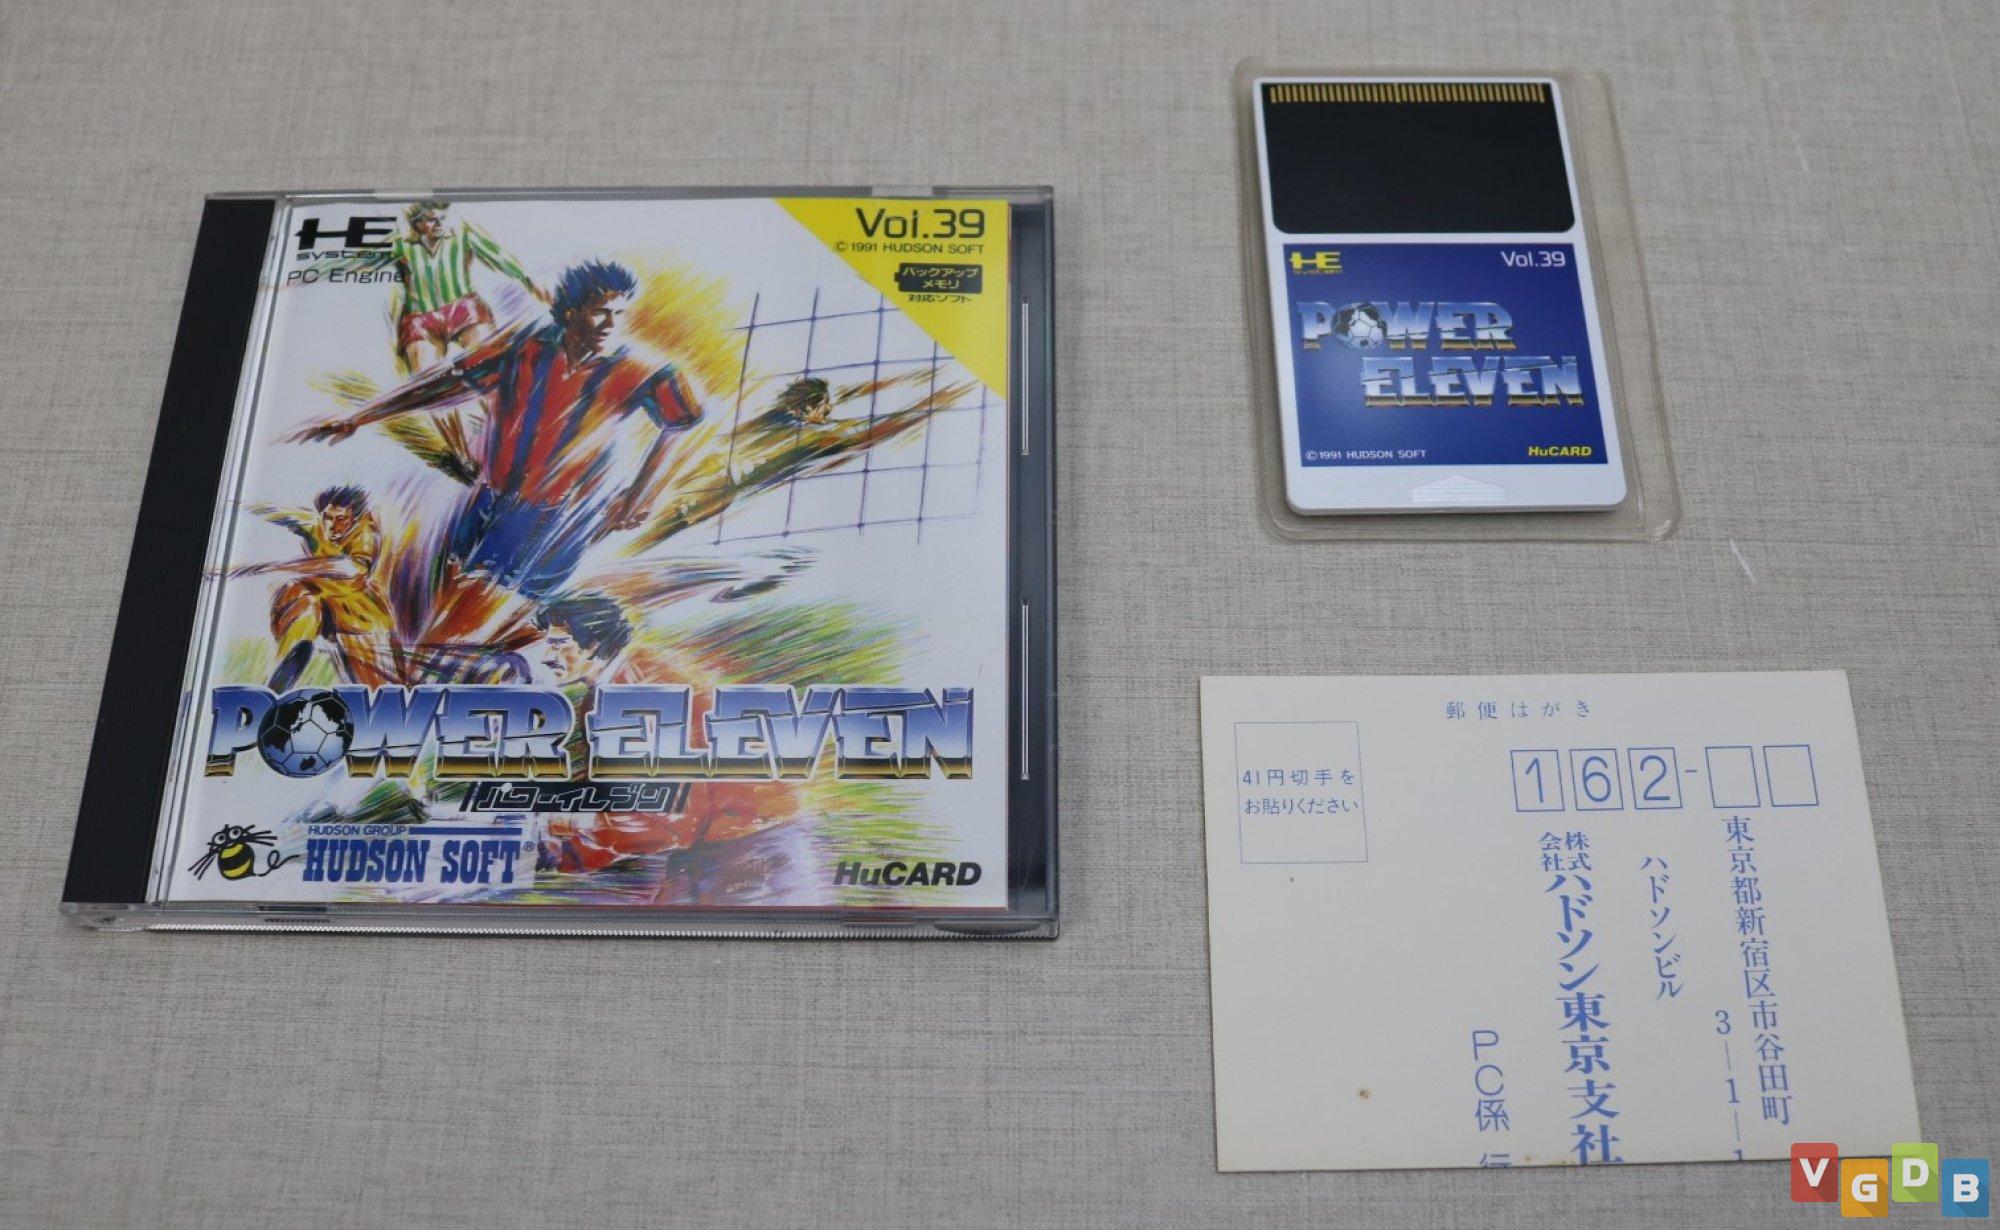 HE
system
PC Engine
Vol.39
© 1991 HUDSON SOFT
バックアップ
メモリ
対応ソフト
POWER ELEVEN
パワーイレブン
HUDSON GROUP
HUDSON SOFT®
HuCARD
HE
system
Vol.39
POWER
ELEVEN
©1991 HUDSON SOFT
HuCARD
郵便はがき
41円切手を
お貼りください
162-
東京都新宿区市谷田町
3-1-1
ハドソンビル
株式会社ハドソン東京支社
PC係 行
VGDB